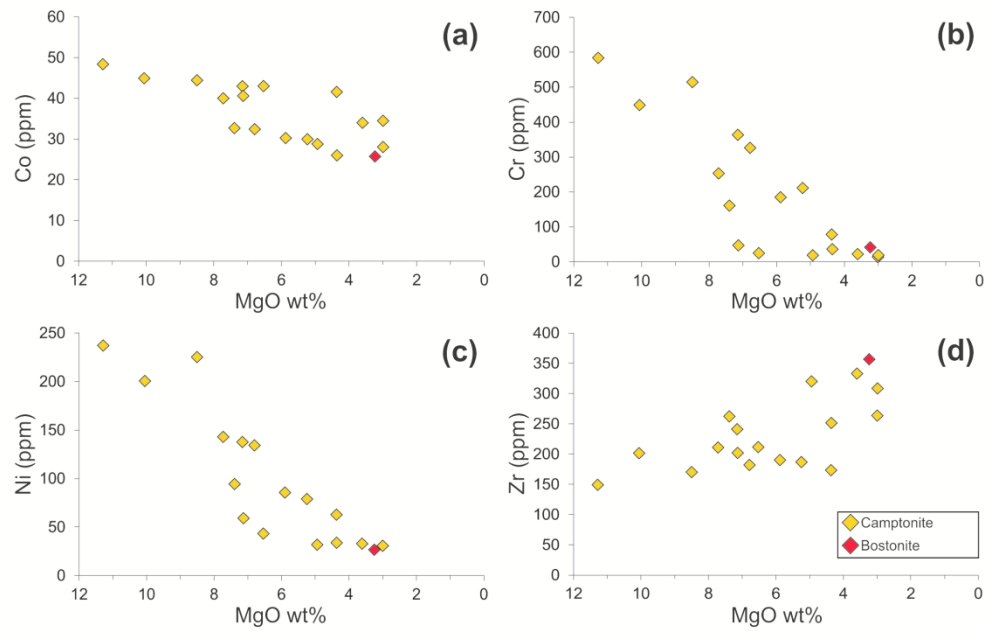 (a)
60
50
40
30
20
10
0
Co (ppm)
12 10 8 6 4 2 0
MgO wt%
(b)
700
600
500
400
300
200
100
0
Cr (ppm)
12 10 8 6 4 2 0
MgO wt%
(c)
250
200
150
100
50
0
Ni (ppm)
12 10 8 6 4 2 0
MgO wt%
(d)
400
350
300
250
200
150
100
50
0
Zr (ppm)
Camptonite
Bostonite
12 10 8 6 4 2 0
MgO wt%